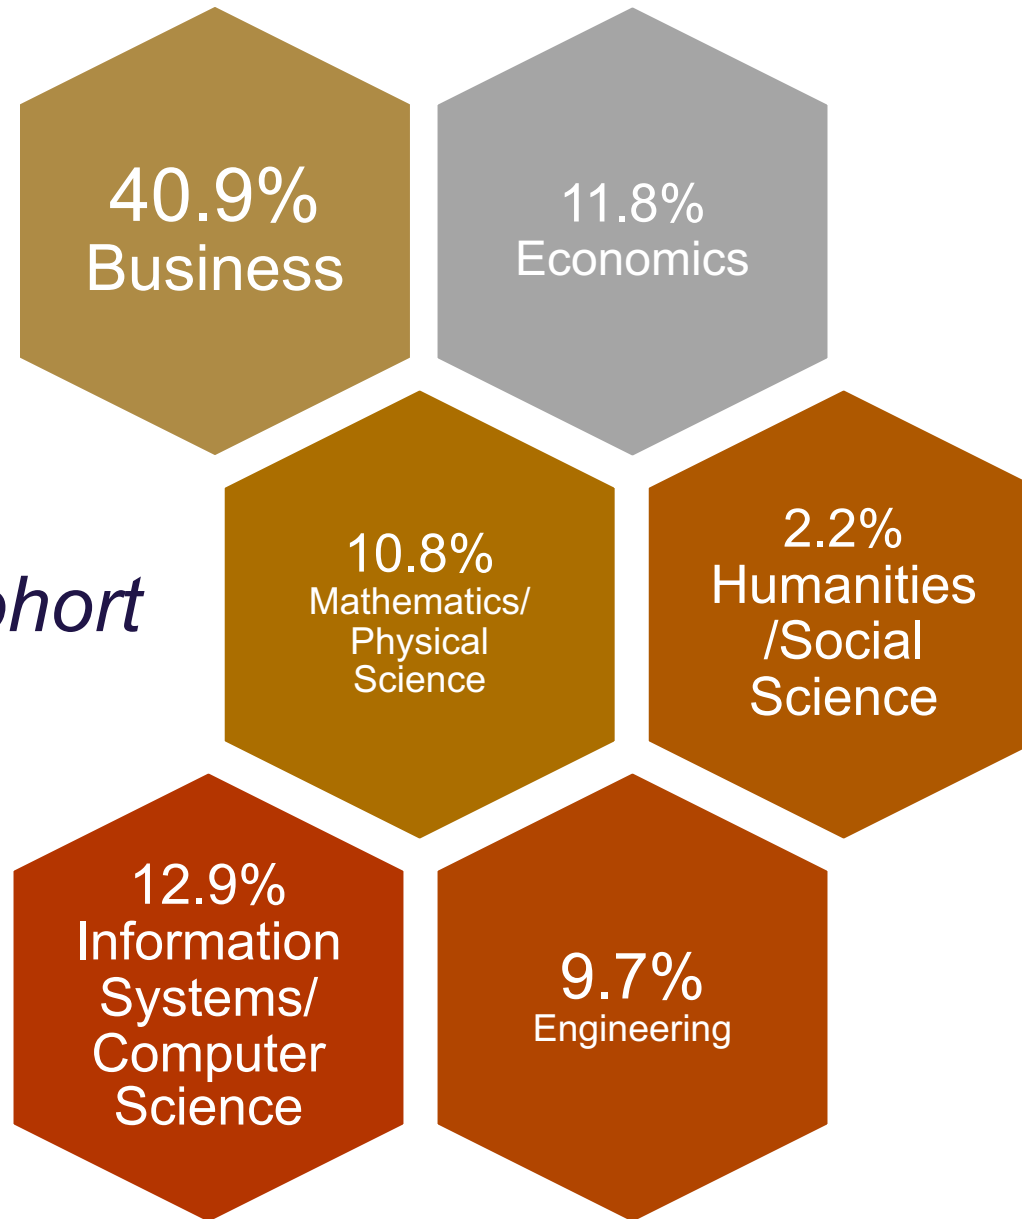 40.9%
Business
11.8%
Economics
10.8%
Mathematics/
Physical
Science
2.2%
Humanities
/Social
Science
12.9%
Information
Systems/
Computer
Science
9.7%
Engineering